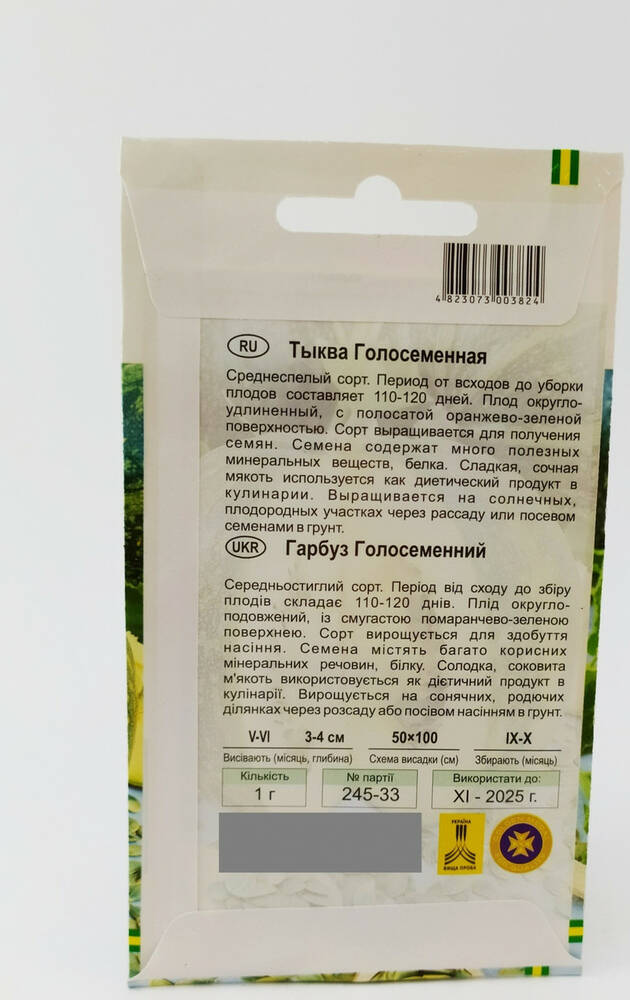 4 823073 003824
RU Тыква Голосеменная
Среднеспелый сорт. Период от всходов до уборки
плодов составляет 110-120 дней. Плод округло-
удлиненный, с полосатой оранжево-зеленой
поверхностью. Сорт выращивается для получения
семян. Семена содержат много полезных
минеральных веществ, белка. Сладкая, сочная
мякоть используется как диетический продукт в
кулинарии. Выращивается на солнечных,
плодородных участках через рассаду или посевом
семенами в грунт.
UKR Гарбуз Голосеменний
Середньостиглий сорт. Період від сходу до збіру
плодів складає 110-120 днів. Плід округло-
подовжений, із смугастою помаранчево-зеленою
поверхнею. Сорт вирощується для здобуття
насіння. Семена містять багато корисних
мінеральних речовин, білку. Солодка, соковита
м'якоть використовується як дієтичний продукт в
кулінарії. Вирощується на сонячних, родючих
ділянках через розсаду або посівом насінням в грунт.
V-VI 3-4 см 50×100 IX-X
Висівають (місяць, глибина) Схема висадки (см) Збирають (місяць)
Кількість № партії Використати до:
1 г 245-33 XI - 2025 г.
УКРАЇНА
ВИЩА ПРОБА